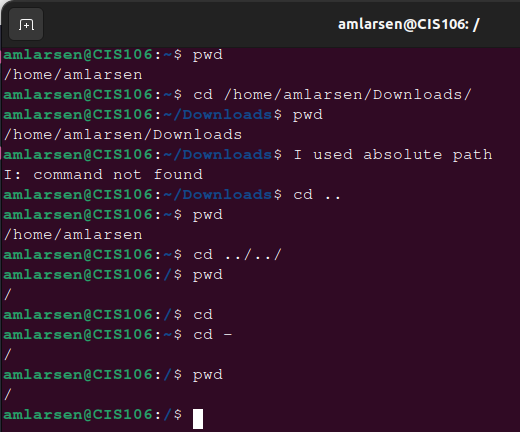 amlarsen@CIS106: /
amlarsen@CIS106:~$ pwd
/home/amlarsen
amlarsen@CIS106:~$ cd /home/amlarsen/Downloads/
amlarsen@CIS106:~/Downloads$ pwd
/home/amlarsen/Downloads
amlarsen@CIS106:~/Downloads$ I used absolute path
I: command not found
amlarsen@CIS106:~/Downloads$ cd ..
amlarsen@CIS106:~$ pwd
/home/amlarsen
amlarsen@CIS106:~$ cd ../../
amlarsen@CIS106:/$ pwd
/
amlarsen@CIS106:/$ cd
amlarsen@CIS106:~$ cd -
/
amlarsen@CIS106:/$ pwd
/
amlarsen@CIS106:/$